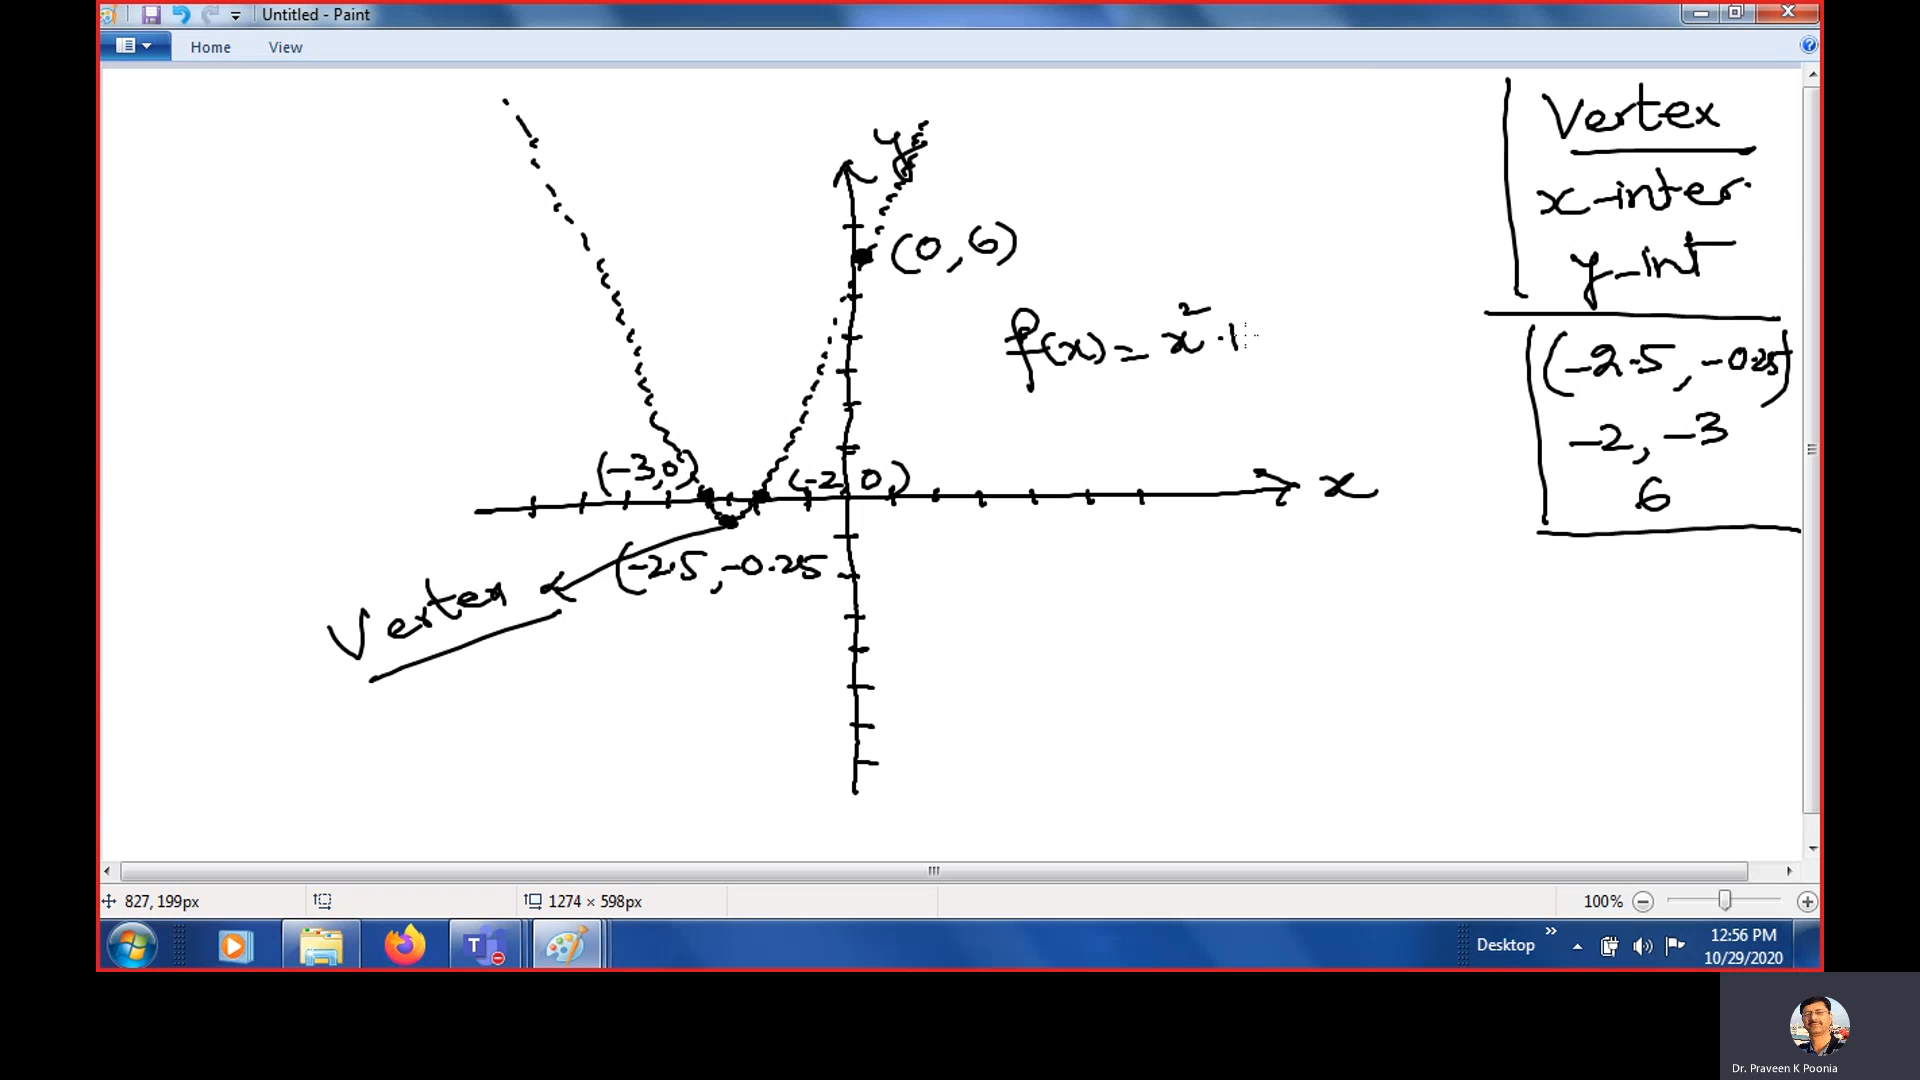 Untitled - Paint
Home View
y
(0, 6)
f(x) = x²
(-3, 0)
(-2, 0)
x
(-2.5, -0.25
Vertex
Vertex
x-inter.
y-int
(-2.5, -0.25)
-2, -3
6
827, 199px
1274 × 598px
100%
Desktop
12:56 PM
10/29/2020
Dr. Praveen K Poonia